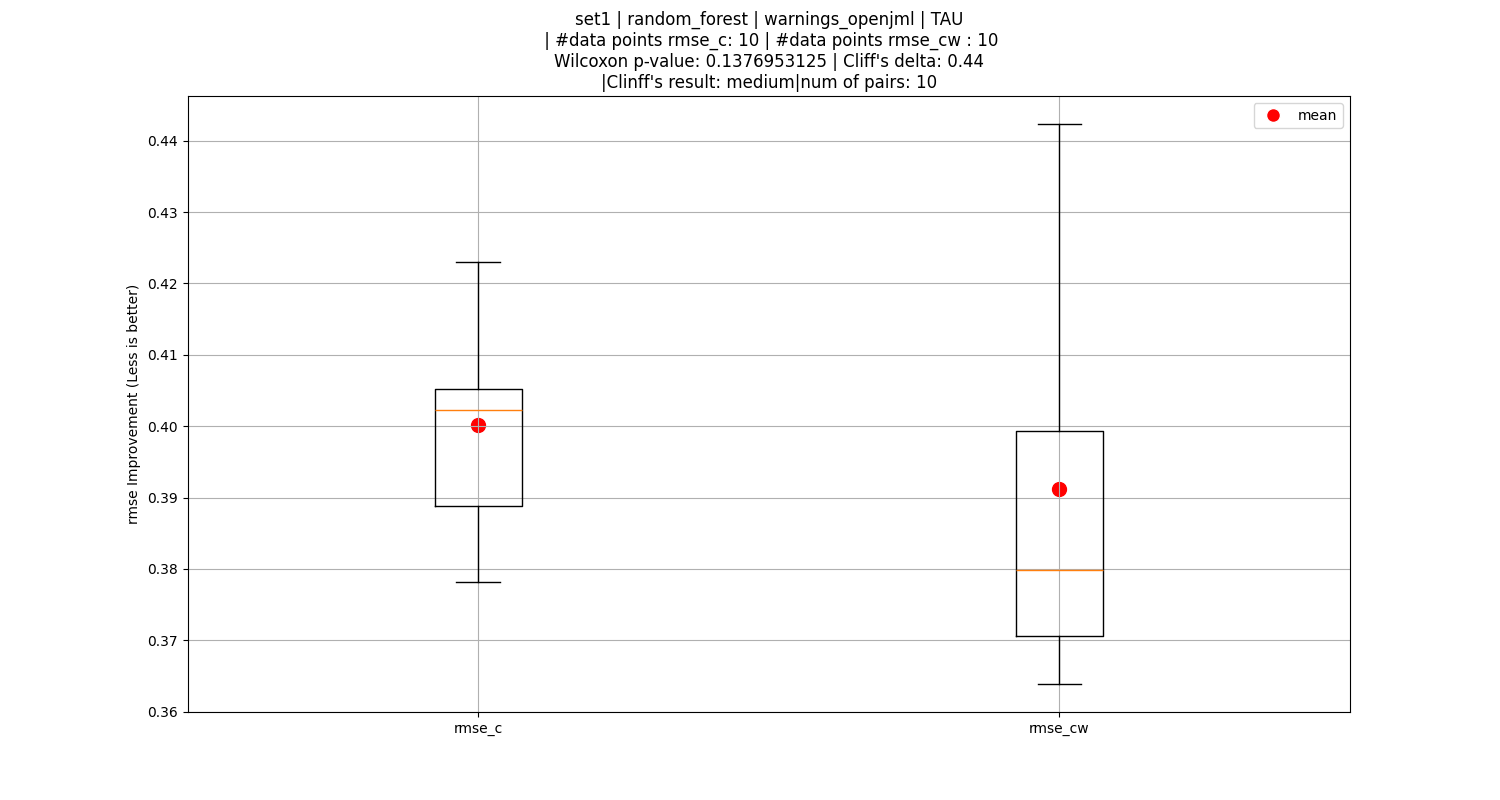 set1 | random_forest | warnings_openjml | TAU
| #data points rmse_c: 10 | #data points rmse_cw : 10
Wilcoxon p-value: 0.1376953125 | Cliff's delta: 0.44
|Clinff's result: medium|num of pairs: 10
mean
rmse Improvement (Less is better)
0.44
0.43
0.42
0.41
0.40
0.39
0.38
0.37
0.36
rmse_c
rmse_cw